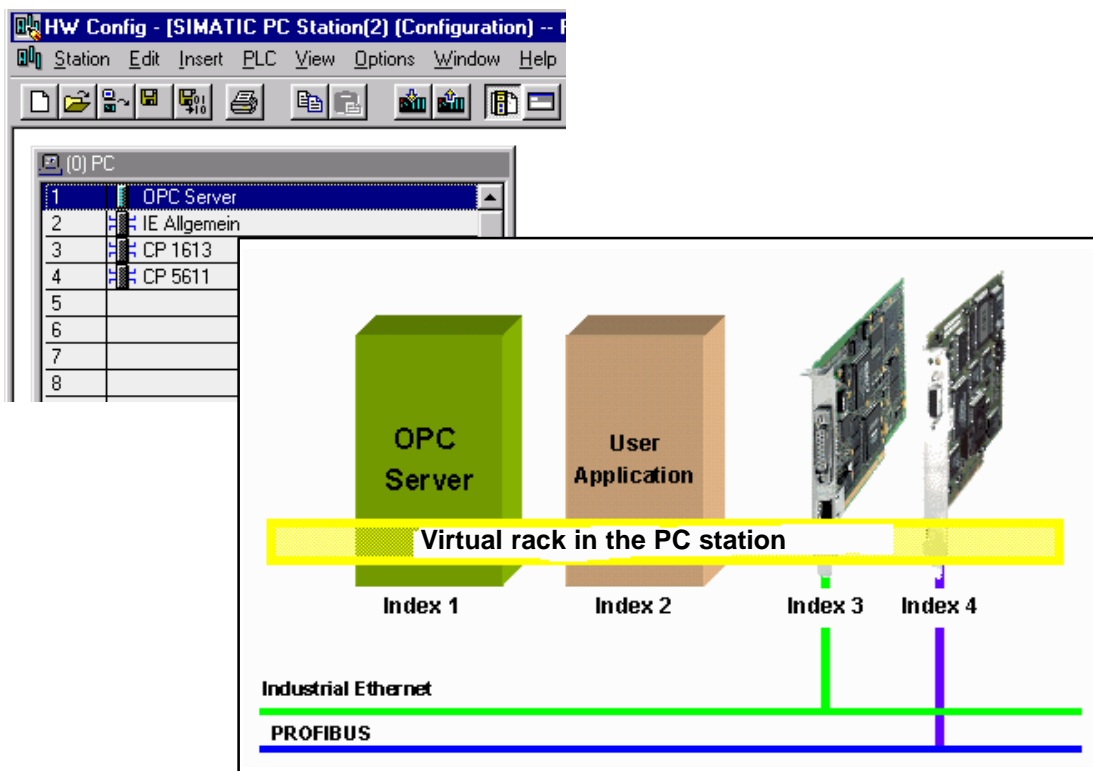 HW Config - [SIMATIC PC Station(2) (Configuration) --
Station Edit Insert PLC View Options Window Help
(0) PC
1 OPC Server
2 IE Allgemein
3 CP 1613
4 CP 5611
5
6
7
8
OPC
Server
User
Application
Virtual rack in the PC station
Index 1 Index 2 Index 3 Index 4
Industrial Ethernet
PROFIBUS